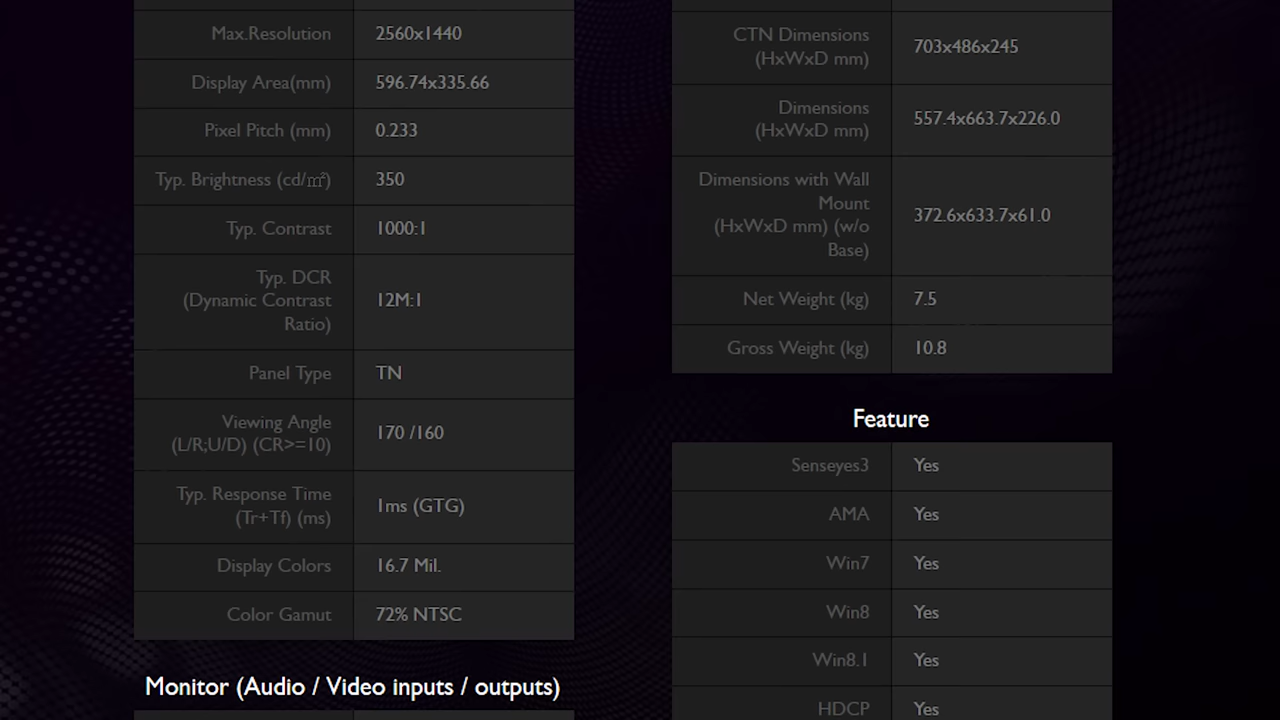 Max.Resolution 2560x1440
Display Area(mm) 596.74x335.66
Pixel Pitch (mm) 0.233
Typ. Brightness (cd/㎡) 350
Typ. Contrast 1000:1
Typ. DCR
(Dynamic Contrast 12M:1
Ratio)
Panel Type TN
Viewing Angle
(L/R;U/D) (CR>=10) 170 /160
Typ. Response Time
(Tr+Tf) (ms) 1ms (GTG)
Display Colors 16.7 Mil.
Color Gamut 72% NTSC
Monitor (Audio / Video inputs / outputs)
CTN Dimensions
(HxWxD mm) 703x486x245
Dimensions
(HxWxD mm) 557.4x663.7x226.0
Dimensions with Wall
Mount
(HxWxD mm) (w/o 372.6x633.7x61.0
Base)
Net Weight (kg) 7.5
Gross Weight (kg) 10.8
Feature
Senseyes3 Yes
AMA Yes
Win7 Yes
Win8 Yes
Win8.1 Yes
HDCP Yes